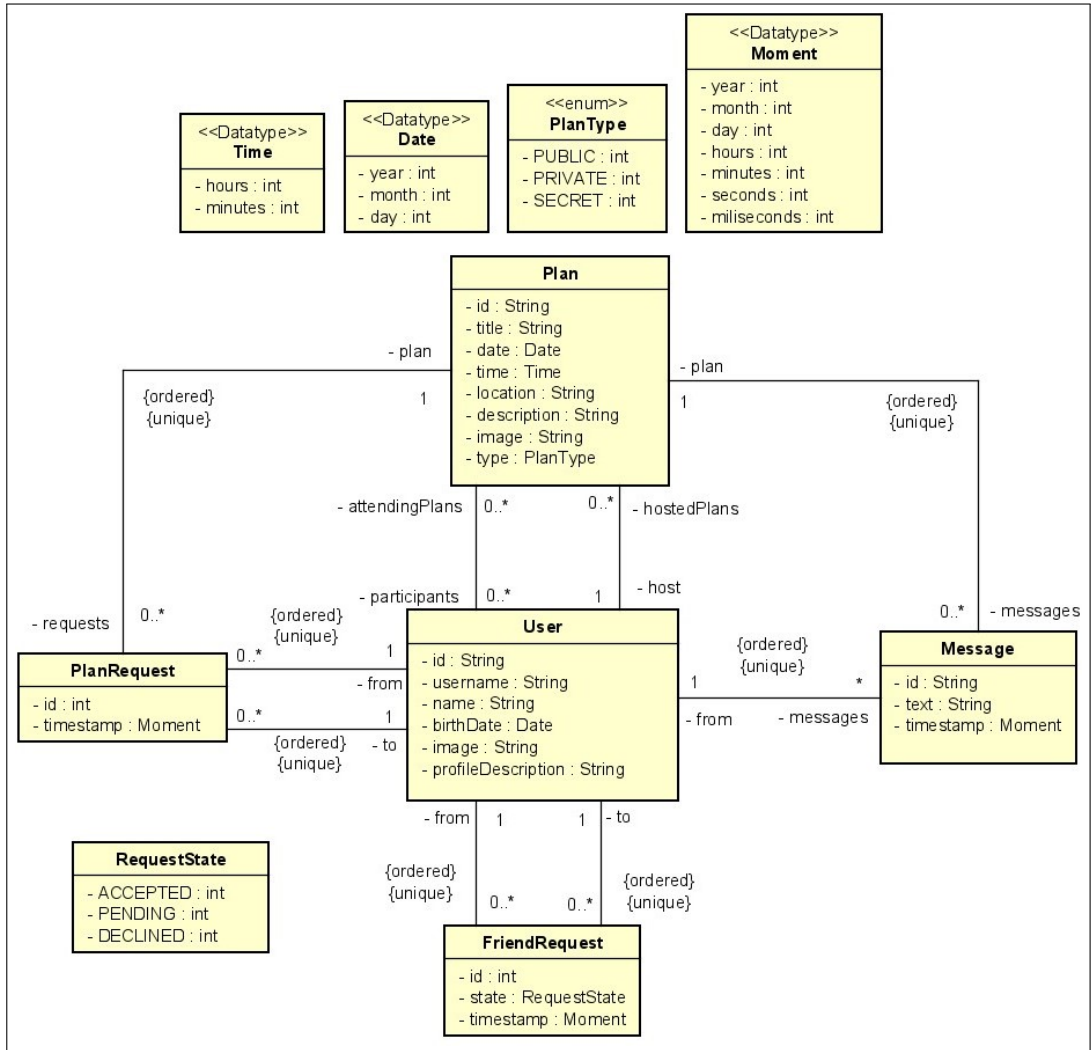 <<Datatype>>
Time
- hours : int
- minutes : int
<<Datatype>>
Date
- year : int
- month : int
- day : int
<<enum>>
PlanType
- PUBLIC : int
- PRIVATE : int
- SECRET : int
<<Datatype>>
Moment
- year : int
- month : int
- day : int
- hours : int
- minutes : int
- seconds : int
- miliseconds : int
Plan
- id : String
- title : String
- date : Date
- time : Time
- location : String
- description : String
- image : String
- type : PlanType
- plan
1
{ordered}
{unique}
- plan
1
{ordered}
{unique}
- attendingPlans
0..*
0..*
- hostedPlans
- participants
0..*
1
- host
- requests
0..*
0..*
- messages
PlanRequest
- id : int
- timestamp : Moment
{ordered}
{unique}
0..*
1
- from
0..*
1
{ordered}
{unique}
- to
User
- id : String
- username : String
- name : String
- birthDate : Date
- image : String
- profileDescription : String
{ordered}
{unique}
1
*
- from
- messages
Message
- id : String
- text : String
- timestamp : Moment
- from
1
1
- to
RequestState
- ACCEPTED : int
- PENDING : int
- DECLINED : int
{ordered}
{unique}
0..*
0..*
{ordered}
{unique}
FriendRequest
- id : int
- state : RequestState
- timestamp : Moment